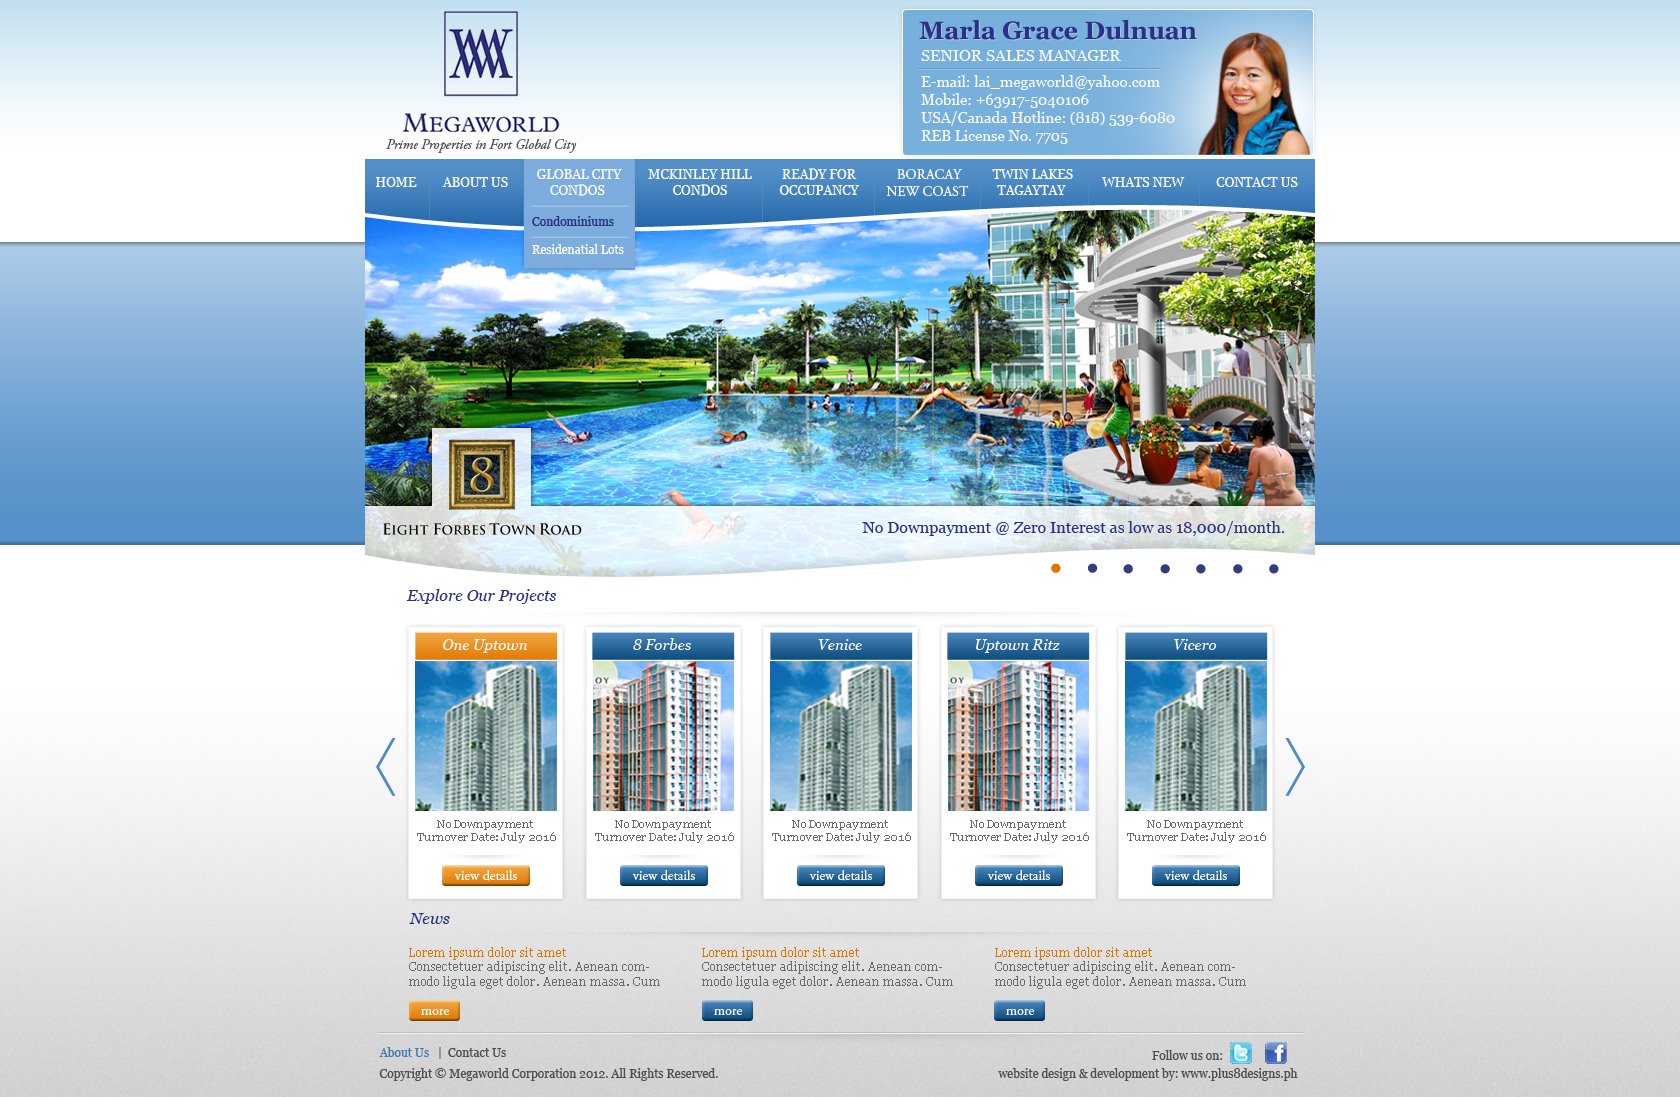 MEGAWORLD
Prime Properties in Fort Global City
Marla Grace Dulnuan
SENIOR SALES MANAGER
E-mail: lai_megaworld@yahoo.com
Mobile: +63917-5040106
USA/Canada Hotline: (818) 539-6080
REB License No. 7705
HOME
ABOUT US
GLOBAL CITY
CONDOS
Condominiums
Residenatial Lots
MCKINLEY HILL
CONDOS
READY FOR
OCCUPANCY
BORACAY
NEW COAST
TWIN LAKES
TAGAYTAY
WHATS NEW
CONTACT US
8
EIGHT FORBES TOWN ROAD
No Downpayment @ Zero Interest as low as 18,000/month.
Explore Our Projects
One Uptown
No Downpayment
Turnover Date: July 2016
view details
8 Forbes
OY
No Downpayment
Turnover Date: July 2016
view details
Venice
No Downpayment
Turnover Date: July 2016
view details
Uptown Ritz
OY
No Downpayment
Turnover Date: July 2016
view details
Vicero
No Downpayment
Turnover Date: July 2016
view details
News
Lorem ipsum dolor sit amet
Consectetuer adipiscing elit. Aenean com-
modo ligula eget dolor. Aenean massa. Cum
more
Lorem ipsum dolor sit amet
Consectetuer adipiscing elit. Aenean com-
modo ligula eget dolor. Aenean massa. Cum
more
Lorem ipsum dolor sit amet
Consectetuer adipiscing elit. Aenean com-
modo ligula eget dolor. Aenean massa. Cum
more
About Us | Contact Us
Copyright © Megaworld Corporation 2012. All Rights Reserved.
Follow us on:
website design & development by: www.plus8designs.ph